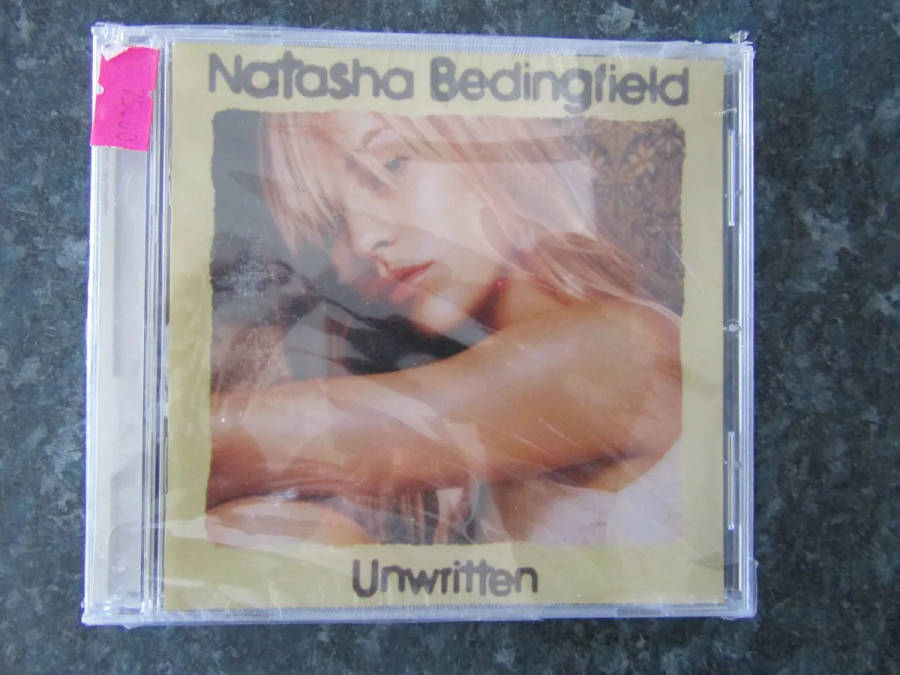 Natasha Bedingfield
Unwritten